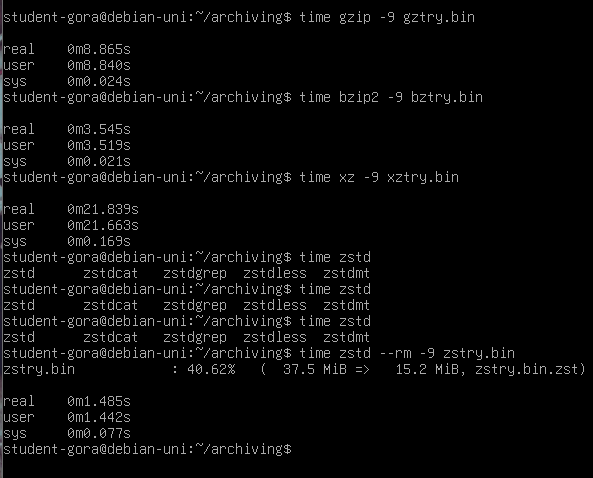 student-gora@debian-uni:~/archiving$ time gzip -9 gztry.bin
real    0m8.865s
user    0m8.840s
sys     0m0.024s
student-gora@debian-uni:~/archiving$ time bzip2 -9 bztry.bin
real    0m3.545s
user    0m3.519s
sys     0m0.021s
student-gora@debian-uni:~/archiving$ time xz -9 xztry.bin
real    0m21.839s
user    0m21.663s
sys     0m0.169s
student-gora@debian-uni:~/archiving$ time zstd
zstd      zstdcat   zstdgrep  zstdless  zstdmt
student-gora@debian-uni:~/archiving$ time zstd
zstd      zstdcat   zstdgrep  zstdless  zstdmt
student-gora@debian-uni:~/archiving$ time zstd
zstd      zstdcat   zstdgrep  zstdless  zstdmt
student-gora@debian-uni:~/archiving$ time zstd --rm -9 zstry.bin
zstry.bin            : 40.62%   (  37.5 MiB =>   15.2 MiB, zstry.bin.zst)
real    0m1.485s
user    0m1.442s
sys     0m0.077s
student-gora@debian-uni:~/archiving$